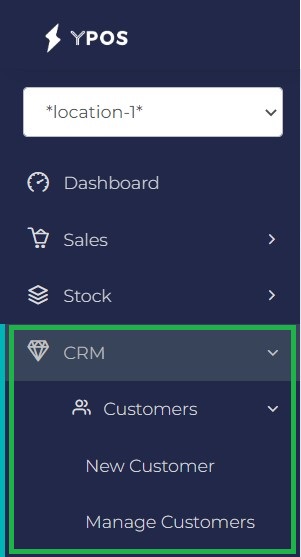 YPOS
*location-1*
Dashboard
Sales
Stock
CRM
Customers
New Customer
Manage Customers